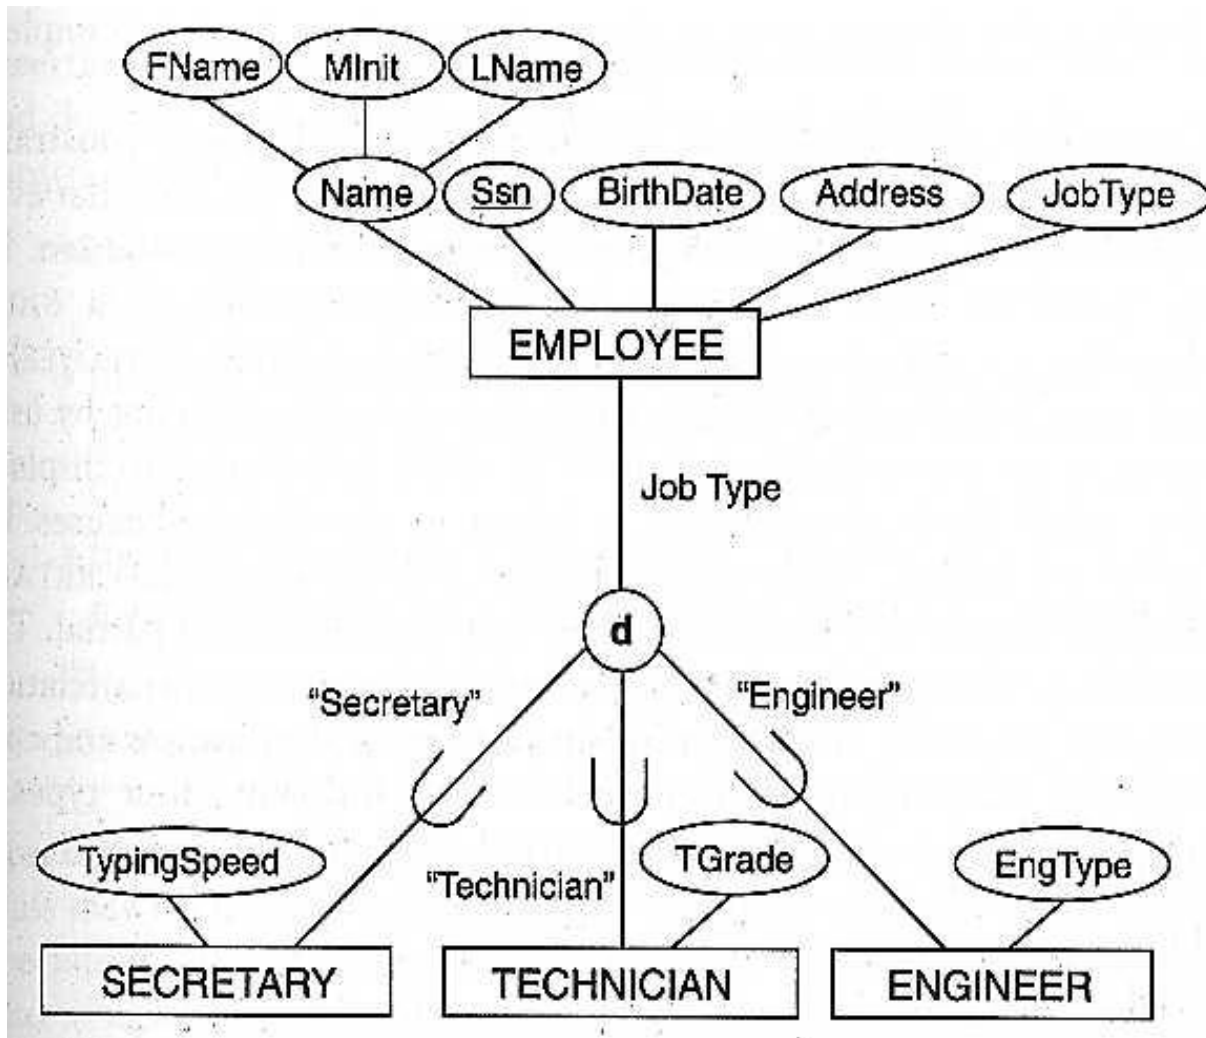 FName MInit LName
Name Ssn BirthDate Address JobType
EMPLOYEE
Job Type
d
“Secretary” “Engineer”
TypingSpeed “Technician” TGrade EngType
SECRETARY TECHNICIAN ENGINEER